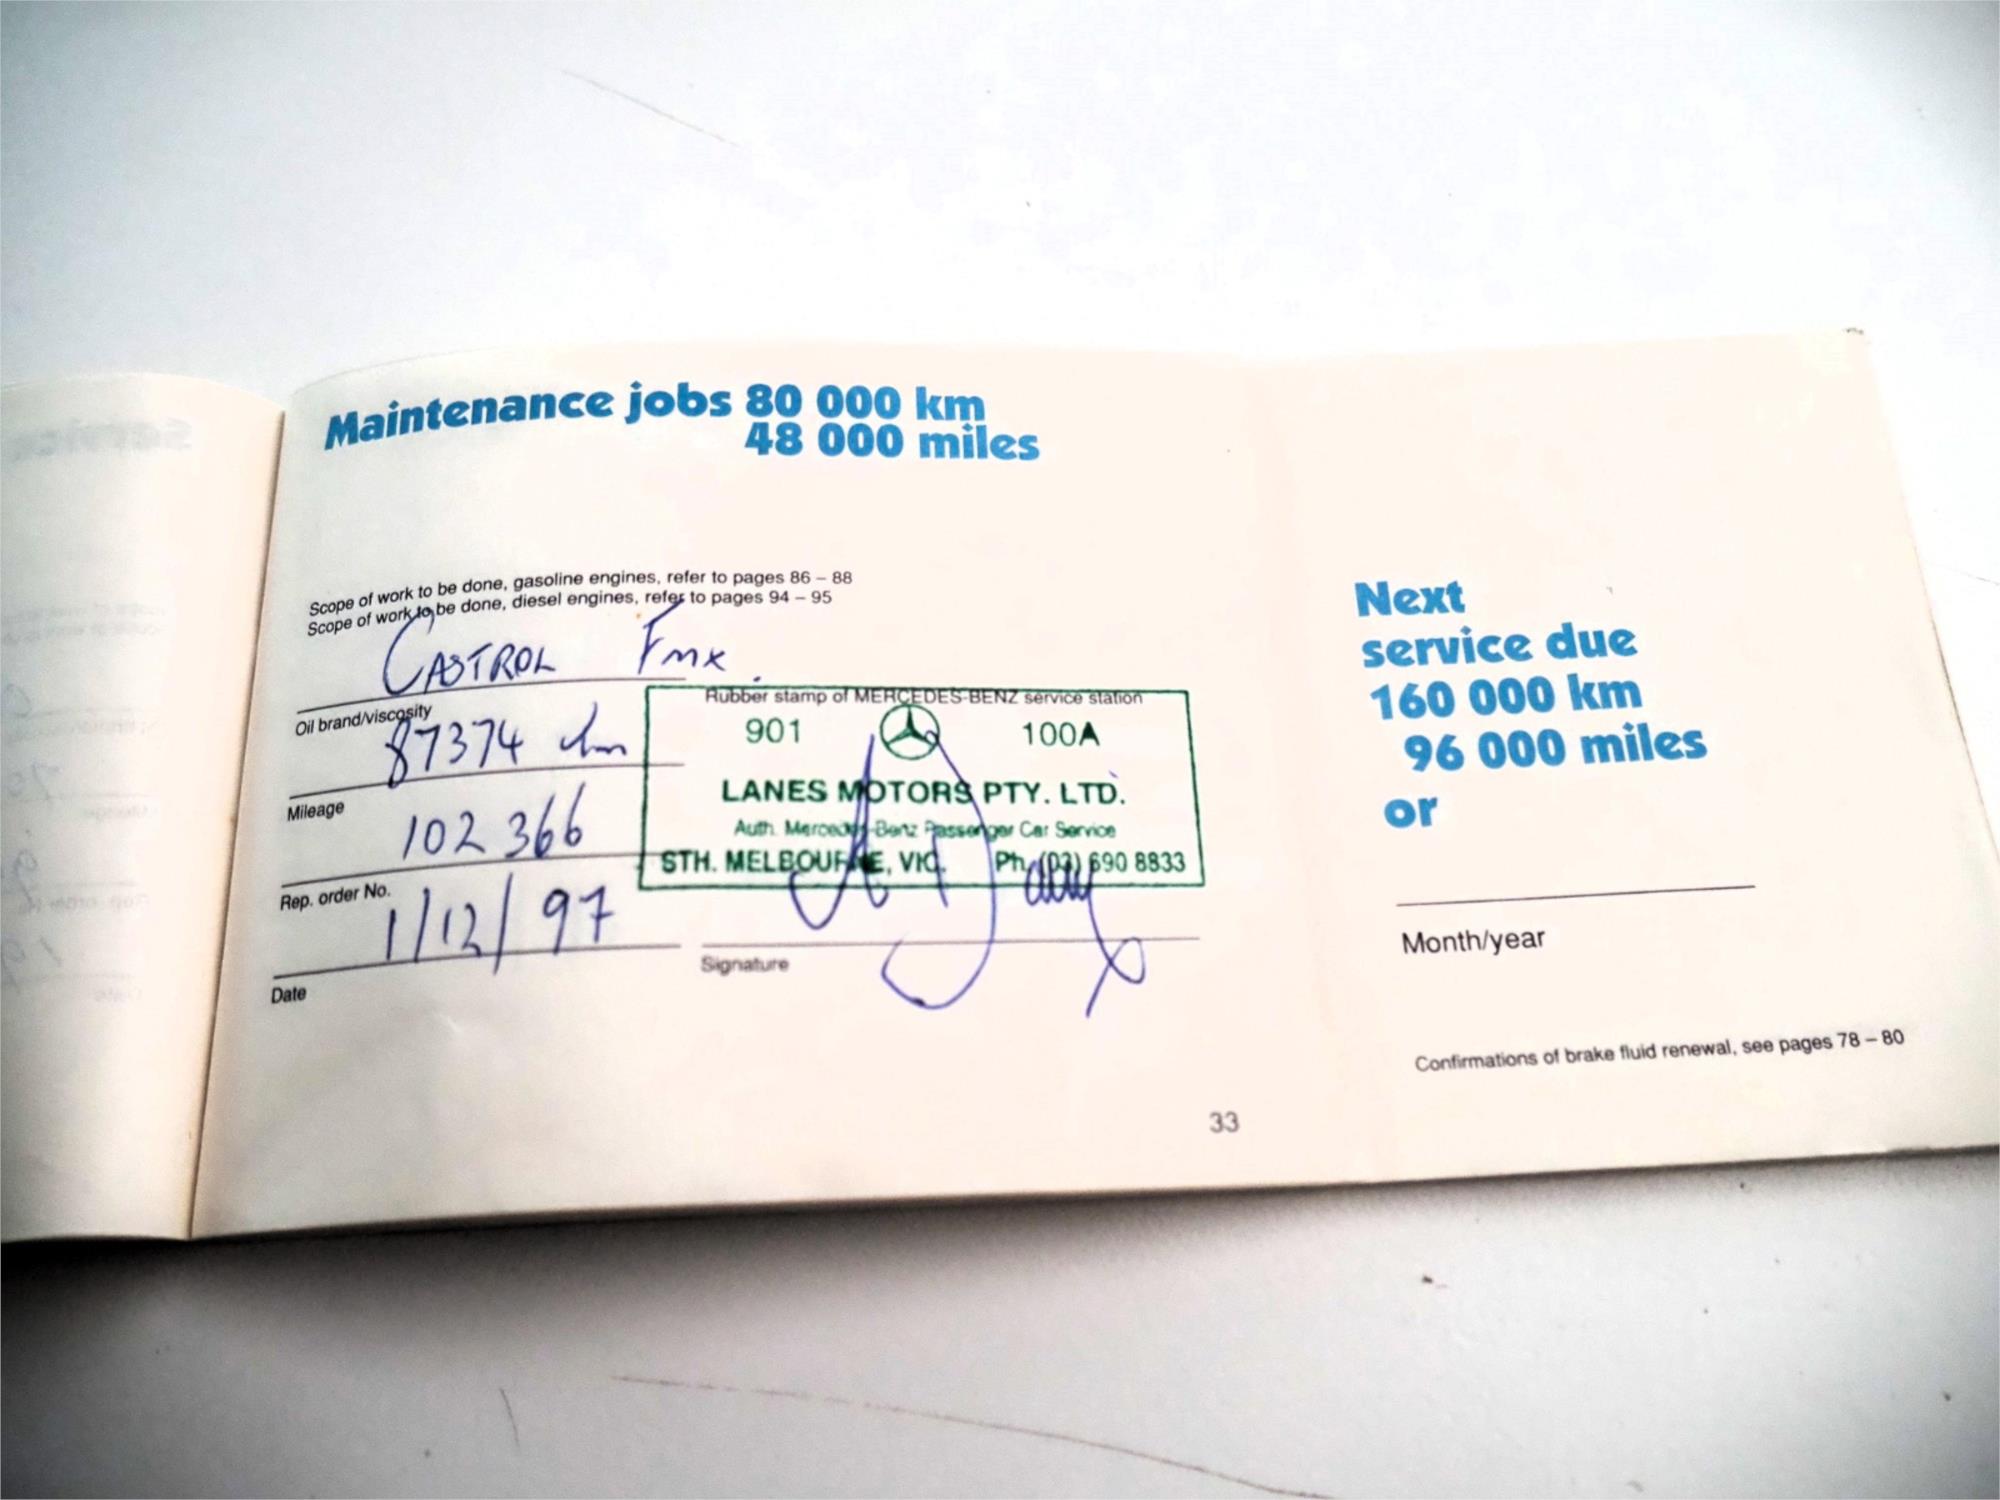 Maintenance jobs 80 000 km
48 000 miles
Scope of work to be done, gasoline engines, refer to pages 86 – 88
Scope of work to be done, diesel engines, refer to pages 94 – 95
CASTROL Fmx
Oil brand/viscosity
87374 km
Mileage
102 366
Rep. order No.
1/12/97
Date
Rubber stamp of MERCEDES-BENZ service station
901 100A
LANES MOTORS PTY. LTD.
Auth. Mercedes-Benz Passenger Car Service
STH. MELBOURNE, VIC. Ph. (03) 690 8833
Signature
33
Next
service due
160 000 km
96 000 miles
or
Month/year
Confirmations of brake fluid renewal, see pages 78 – 80